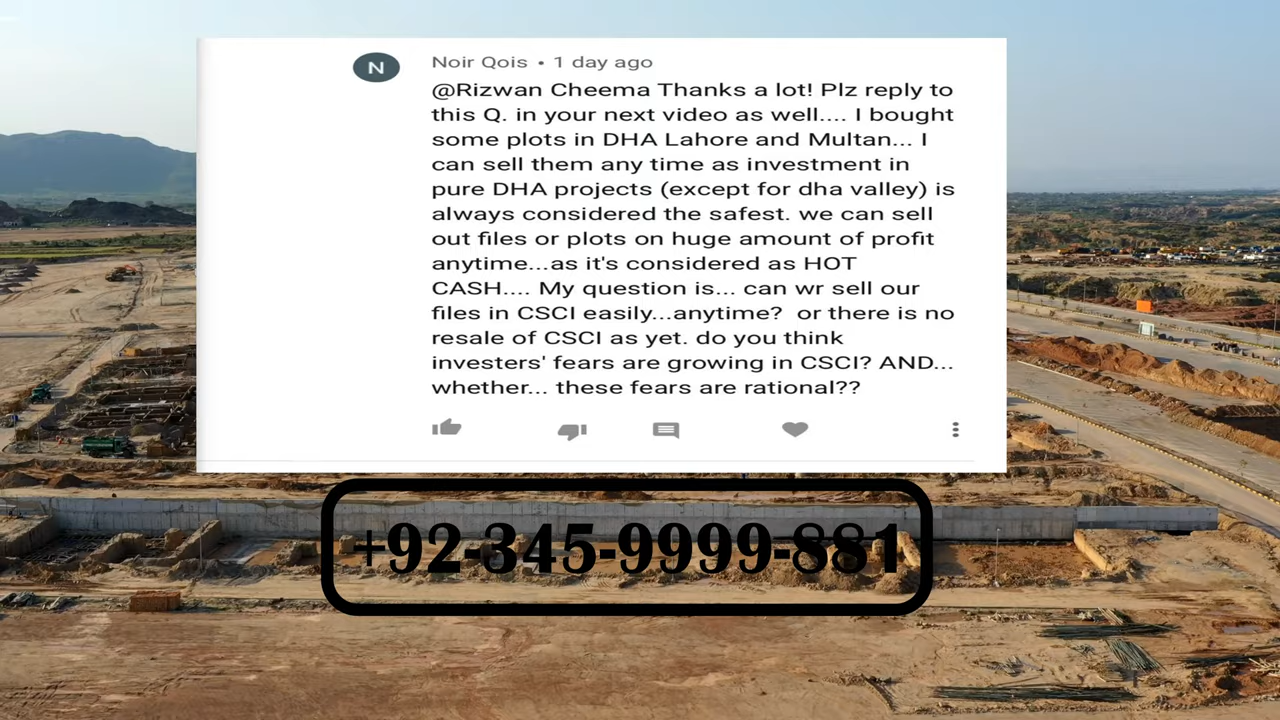 N
Noir Qois • 1 day ago
@Rizwan Cheema Thanks a lot! Plz reply to
this Q. in your next video as well.... I bought
some plots in DHA Lahore and Multan... I
can sell them any time as investment in
pure DHA projects (except for dha valley) is
always considered the safest. we can sell
out files or plots on huge amount of profit
anytime...as it's considered as HOT
CASH.... My question is... can wr sell our
files in CSCI easily...anytime?  or there is no
resale of CSCI as yet. do you think
investers' fears are growing in CSCI? AND...
whether... these fears are rational??
+92-345-9999-881